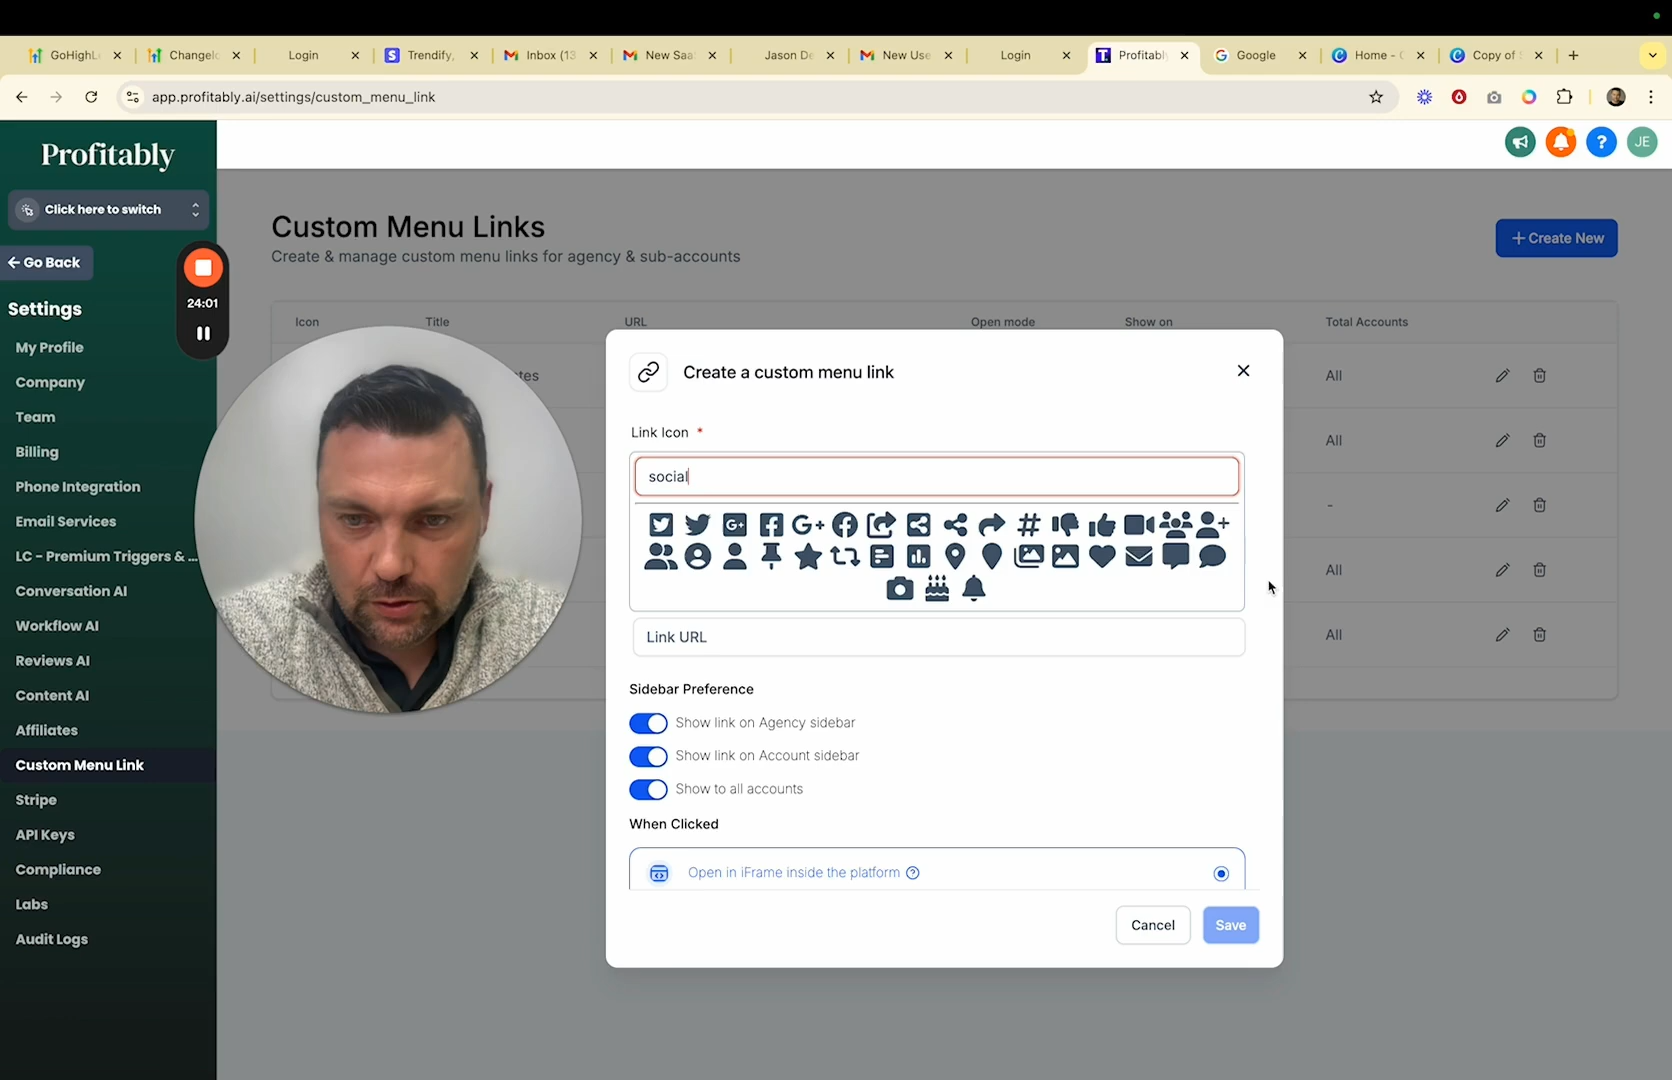 GoHighL
Changelo
Login
Trendify,
Inbox (13
New Saa
Jason De
New Use
Login
Profitably
Google
Home - C
Copy of
app.profitably.ai/settings/custom_menu_link
Profitably
JE
Click here to switch
Go Back
24:01
Settings
My Profile
Company
Team
Billing
Phone Integration
Email Services
LC - Premium Triggers & ...
Conversation AI
Workflow AI
Reviews AI
Content AI
Affiliates
Custom Menu Link
Stripe
API Keys
Compliance
Labs
Audit Logs
Custom Menu Links
Create & manage custom menu links for agency & sub-accounts
+ Create New
Icon Title URL Open mode Show on Total Accounts
All
All
-
All
All
Create a custom menu link
Link Icon *
social
Link URL
Sidebar Preference
Show link on Agency sidebar
Show link on Account sidebar
Show to all accounts
When Clicked
Open in iFrame inside the platform
Cancel
Save